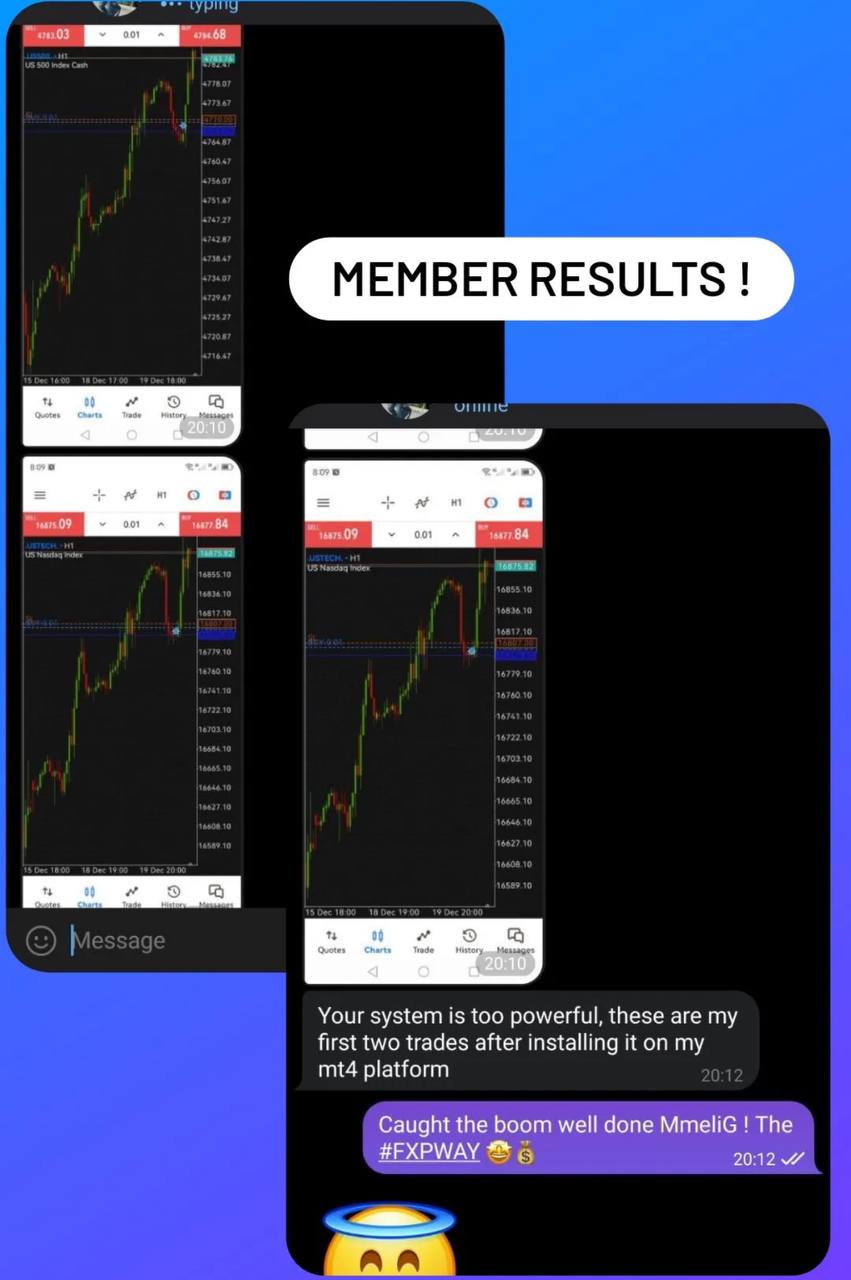 typing
SELL
4783.03
0.01
BUY
4784.68
.US500. · H1
US 500 Index Cash
4783.76
4782.47
4778.07
4773.67
4770.00
4764.87
4760.47
4756.07
4751.67
4747.27
4742.87
4738.47
4734.07
4729.67
4725.27
4720.87
4716.47
15 Dec 16:00 18 Dec 17:00 19 Dec 18:00
Quotes Charts Trade History Messages
20:10
8:09
H1
SELL
16875.09
0.01
BUY
16877.84
.USTECH. · H1
US Nasdaq Index
16875.82
16855.10
16836.10
16817.10
16807.00
16779.10
16760.10
16741.10
16722.10
16703.10
16684.10
16665.10
16646.10
16627.10
16608.10
16589.10
15 Dec 18:00 18 Dec 19:00 19 Dec 20:00
Quotes Charts Trade History Messages
Message
MEMBER RESULTS !
online
20:10
8:09
H1
SELL
16875.09
0.01
BUY
16877.84
.USTECH. · H1
US Nasdaq Index
16875.82
16855.10
16836.10
16817.10
16807.00
SL
BUY 0.01
16779.10
16760.10
16741.10
16722.10
16703.10
16684.10
16665.10
16646.10
16627.10
16608.10
16589.10
15 Dec 18:00 18 Dec 19:00 19 Dec 20:00
Quotes Charts Trade History Messages
20:10
Your system is too powerful, these are my
first two trades after installing it on my
mt4 platform
20:12
Caught the boom well done MmeliG ! The
#FXPWAY 🤩💰
20:12